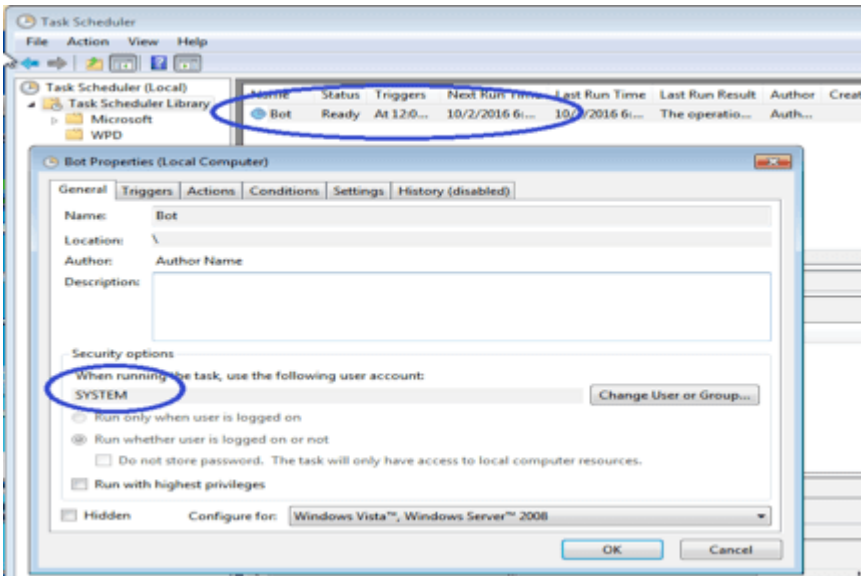 Task Scheduler
File Action View Help
Task Scheduler (Local)
Task Scheduler Library
Microsoft
WPD
Name Status Triggers Next Run Time Last Run Time Last Run Result Author Creat
Bot Ready At 12:0... 10/2/2016 6:... 10/2/2016 6:... The operatio... Auth...
Bot Properties (Local Computer)
General Triggers Actions Conditions Settings History (disabled)
Name: Bot
Location: \
Author: Author Name
Description:
Security options
When running the task, use the following user account:
SYSTEM
Change User or Group...
Run only when user is logged on
Run whether user is logged on or not
Do not store password. The task will only have access to local computer resources.
Run with highest privileges
Hidden Configure for: Windows Vista™, Windows Server™ 2008
OK Cancel